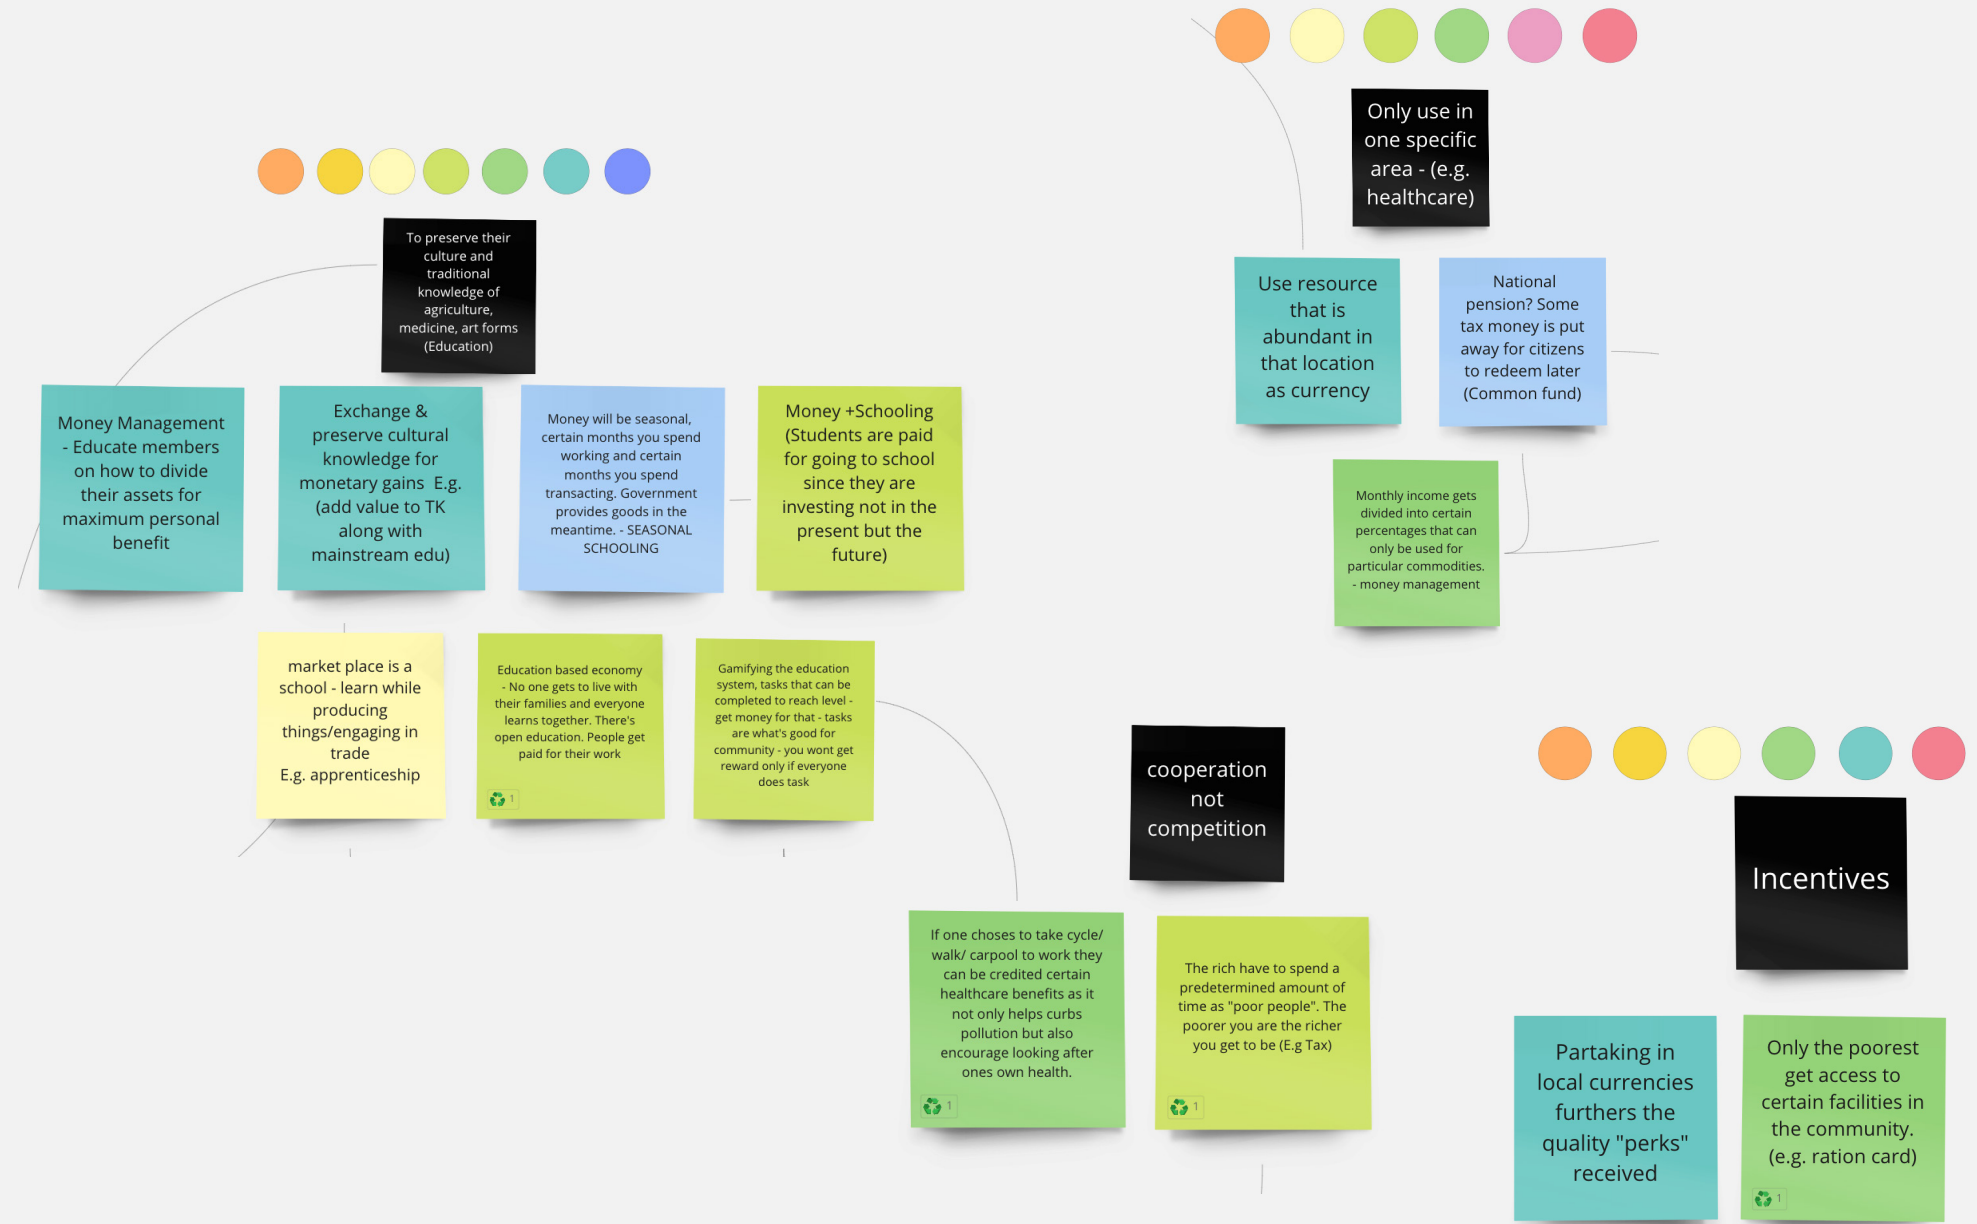 To preserve their
culture and
traditional
knowledge of
agriculture,
medicine, art forms
(Education)
Money Management
- Educate members
on how to divide
their assets for
maximum personal
benefit
Exchange &
preserve cultural
knowledge for
monetary gains E.g.
(add value to TK
along with
mainstream edu)
Money will be seasonal,
certain months you spend
working and certain
months you spend
transacting. Government
provides goods in the
meantime. - SEASONAL
SCHOOLING
Money +Schooling
(Students are paid
for going to school
since they are
investing not in the
present but the
future)
market place is a
school - learn while
producing
things/engaging in
trade
E.g. apprenticeship
Education based economy
- No one gets to live with
their families and everyone
learns together. There's
open education. People get
paid for their work
1
Gamifying the education
system, tasks that can be
completed to reach level -
get money for that - tasks
are what's good for
community - you wont get
reward only if everyone
does task
Only use in
one specific
area - (e.g.
healthcare)
Use resource
that is
abundant in
that location
as currency
National
pension? Some
tax money is put
away for citizens
to redeem later
(Common fund)
Monthly income gets
divided into certain
percentages that can
only be used for
particular commodities.
- money management
cooperation
not
competition
If one choses to take cycle/
walk/ carpool to work they
can be credited certain
healthcare benefits as it
not only helps curbs
pollution but also
encourage looking after
ones own health.
1
The rich have to spend a
predetermined amount of
time as "poor people". The
poorer you are the richer
you get to be (E.g Tax)
1
Incentives
Partaking in
local currencies
furthers the
quality "perks"
received
Only the poorest
get access to
certain facilities in
the community.
(e.g. ration card)
1